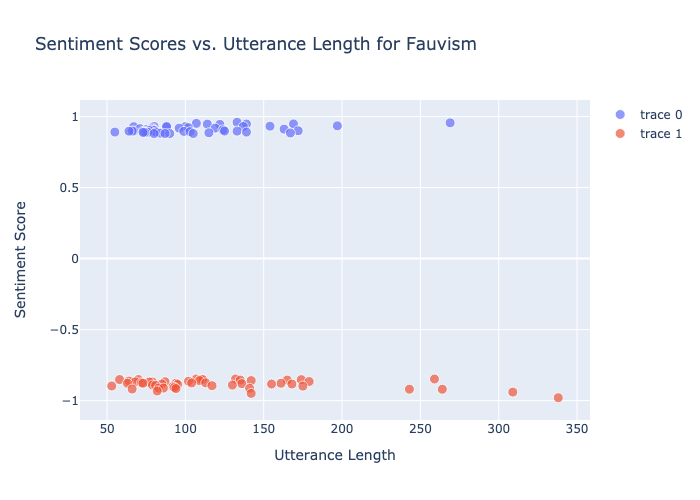 Sentiment Scores vs. Utterance Length for Fauvism
trace 0
trace 1
1
0.5
0
−0.5
−1
Sentiment Score
50 100 150 200 250 300 350
Utterance Length